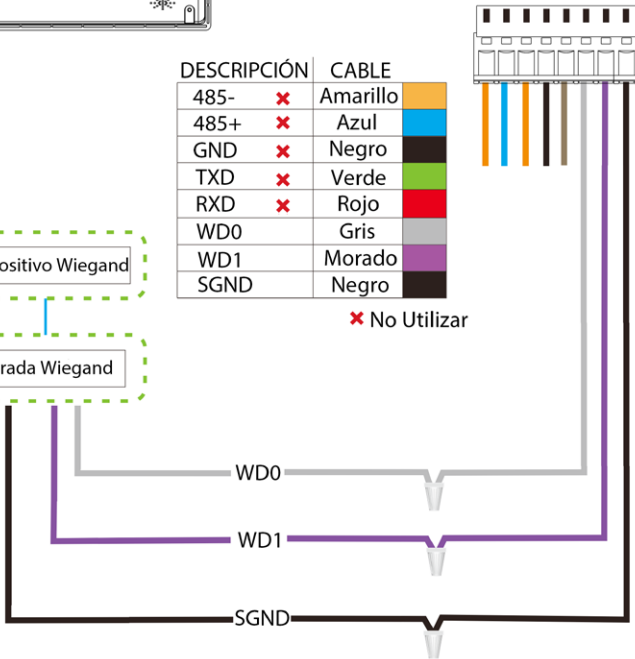 DESCRIPCIÓN CABLE
485- Amarillo
485+ Azul
GND Negro
TXD Verde
RXD Rojo
WD0 Gris
WD1 Morado
SGND Negro
No Utilizar
ositivo Wiegand
rada Wiegand
WD0
WD1
SGND